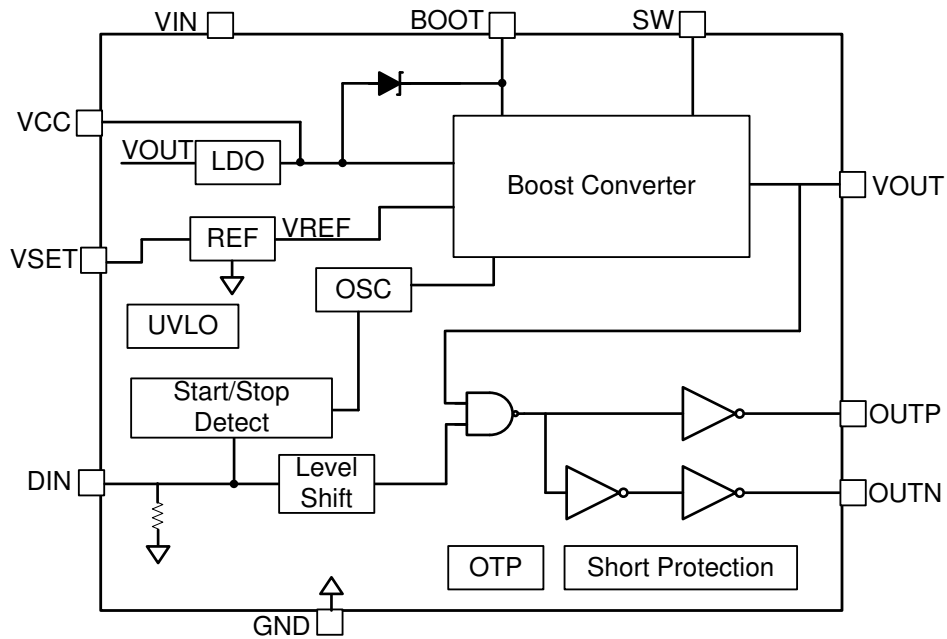 VIN
BOOT
SW
VCC
VOUT
LDO
Boost Converter
VOUT
VSET
REF
VREF
OSC
UVLO
Start/Stop
Detect
OUTP
DIN
Level
Shift
OUTN
OTP
Short Protection
GND